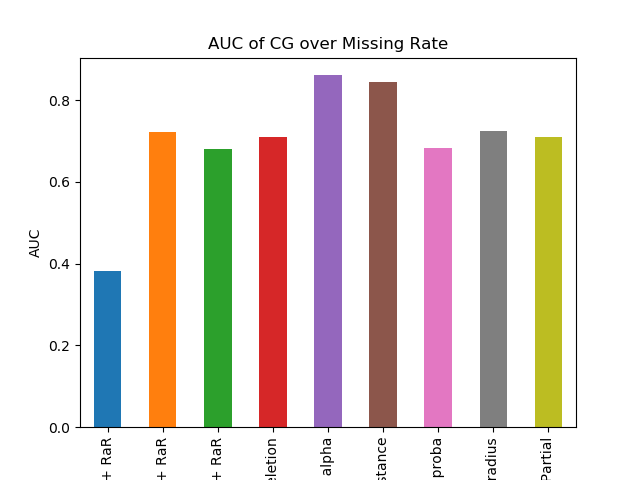 AUC of CG over Missing Rate
AUC
0.8
0.6
0.4
0.2
0.0
+ RaR
+ RaR
+ RaR
eletion
alpha
stance
proba
radius
Partial